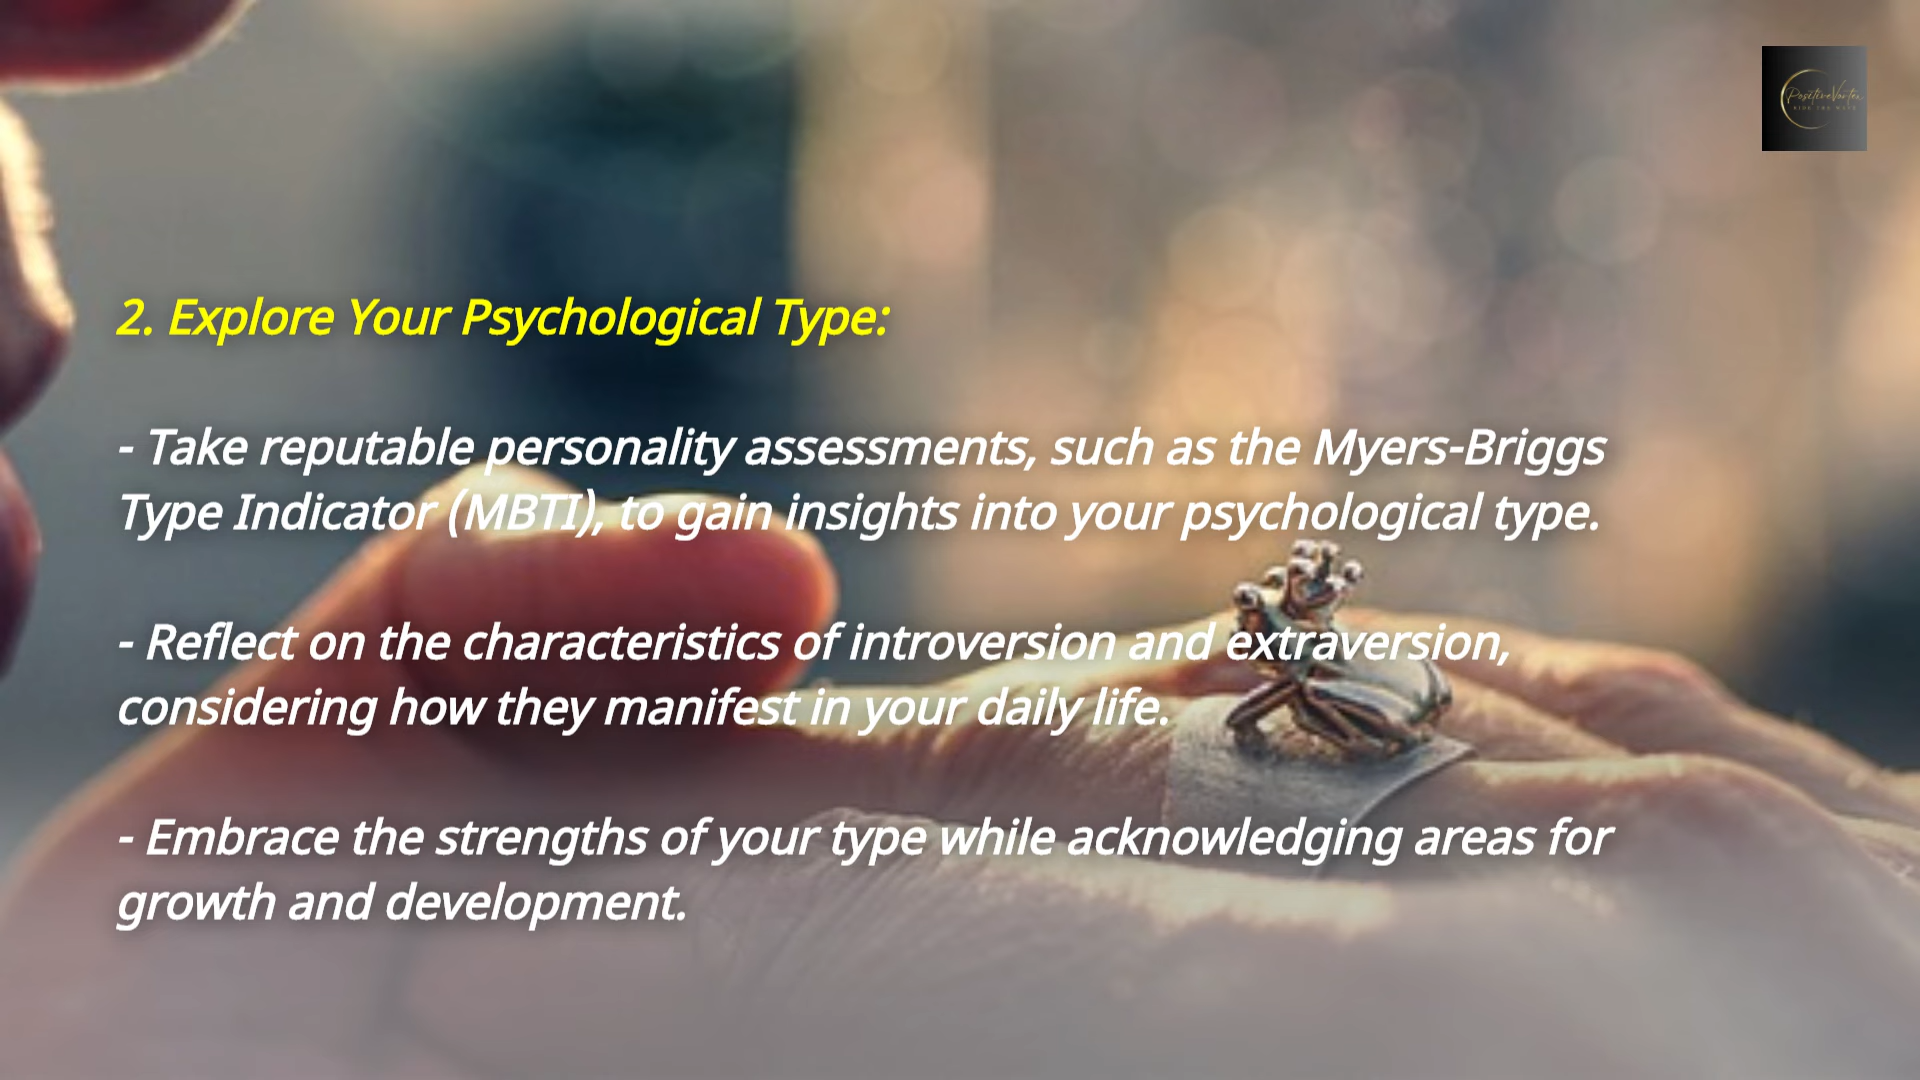 PositiveVortex
2. Explore Your Psychological Type:
- Take reputable personality assessments, such as the Myers-Briggs
Type Indicator (MBTI), to gain insights into your psychological type.
- Reflect on the characteristics of introversion and extraversion,
considering how they manifest in your daily life.
- Embrace the strengths of your type while acknowledging areas for
growth and development.